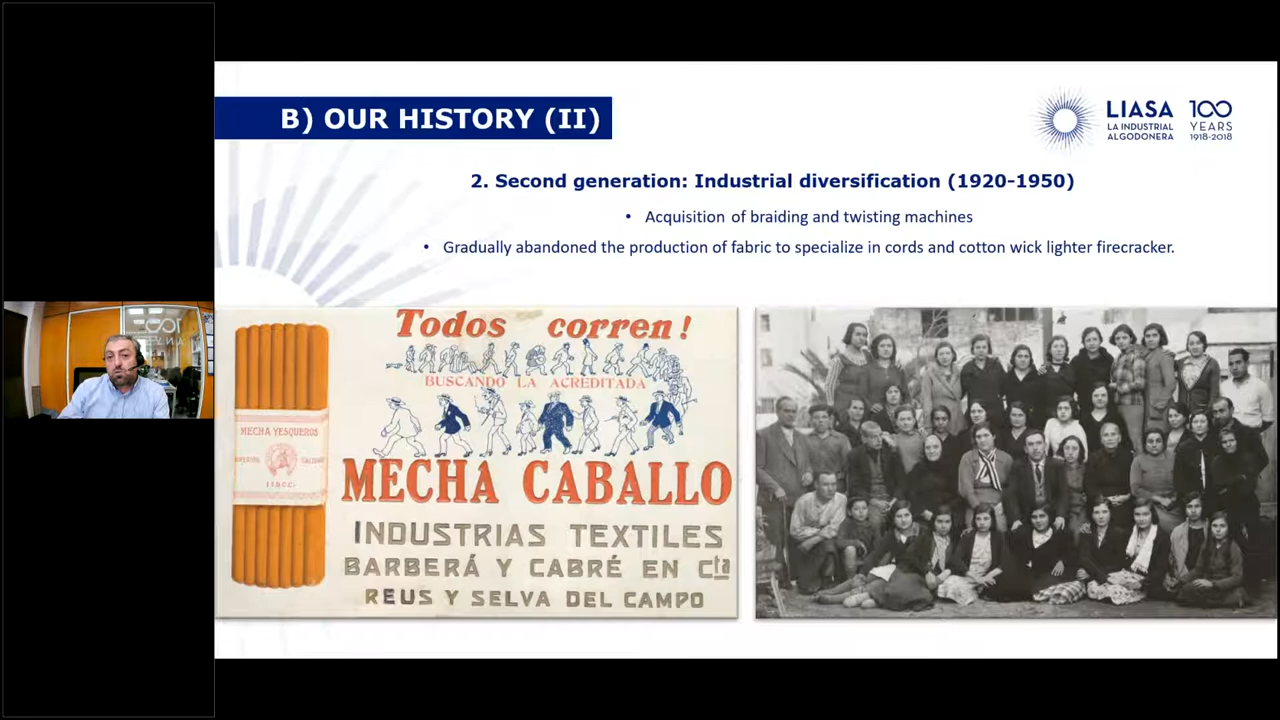 B) OUR HISTORY (II)
LIASA
LA INDUSTRIAL
ALGODONERA
100
YEARS
1918-2018
2. Second generation: Industrial diversification (1920-1950)
• Acquisition of braiding and twisting machines
• Gradually abandoned the production of fabric to specialize in cords and cotton wick lighter firecracker.
Todos corren!
BUSCANDO LA ACREDITADA
MECHA CABALLO
INDUSTRIAS TEXTILES
BARBERÁ Y CABRÉ EN Cta
REUS Y SELVA DEL CAMPO
MECHA YESQUEROS
CALIDAD